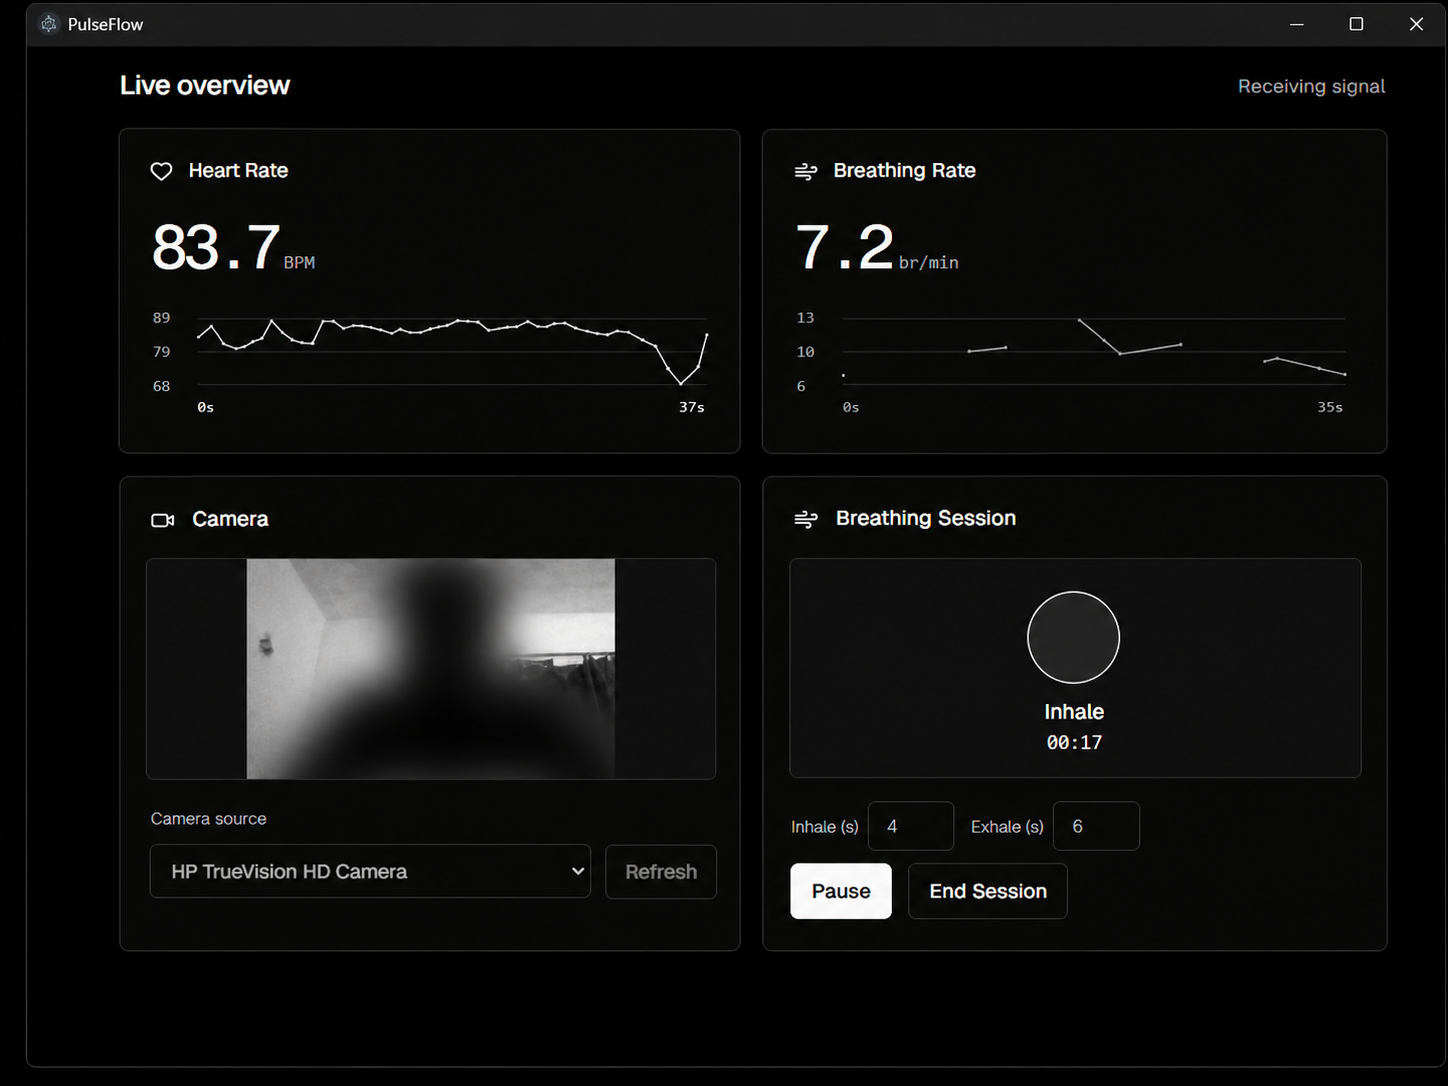 PulseFlow
Live overview
Receiving signal
Heart Rate
83.7 BPM
89
79
68
0s
37s
Breathing Rate
7.2 br/min
13
10
6
0s
35s
Camera
Camera source
HP TrueVision HD Camera
Refresh
Breathing Session
Inhale
00:17
Inhale (s) 4 Exhale (s) 6
Pause
End Session